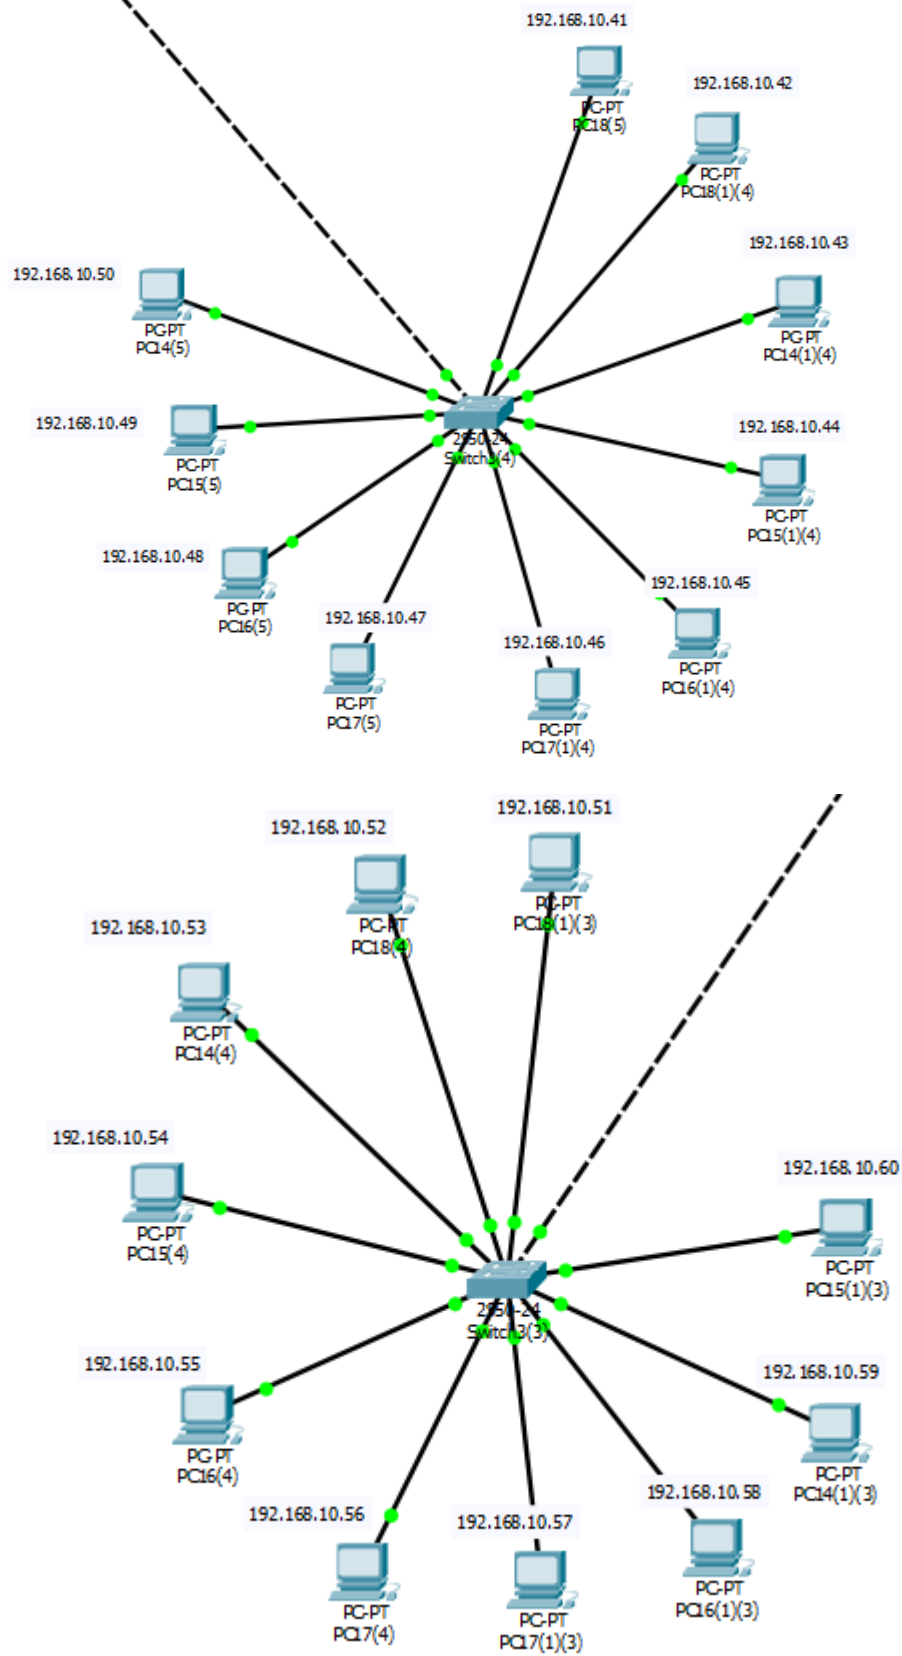 192.168.10.41
PC-PT
PC18(5)
192.168.10.42
PC-PT
PC18(1)(4)
192.168.10.43
PC-PT
PC14(1)(4)
192.168.10.50
PC-PT
PC14(5)
192.168.10.49
PC-PT
PC15(5)
2950-24
Switch3(4)
192.168.10.44
PC-PT
PC15(1)(4)
192.168.10.48
PC-PT
PC16(5)
192.168.10.45
PC-PT
PC16(1)(4)
192.168.10.47
PC-PT
PC17(5)
192.168.10.46
PC-PT
PC17(1)(4)
192.168.10.52
PC-PT
PC18(4)
192.168.10.51
PC-PT
PC18(1)(3)
192.168.10.53
PC-PT
PC14(4)
192.168.10.54
PC-PT
PC15(4)
192.168.10.60
PC-PT
PC15(1)(3)
2950-24
Switch3(3)
192.168.10.55
PC-PT
PC16(4)
192.168.10.59
PC-PT
PC14(1)(3)
192.168.10.56
PC-PT
PC17(4)
192.168.10.57
PC-PT
PC17(1)(3)
192.168.10.58
PC-PT
PC16(1)(3)